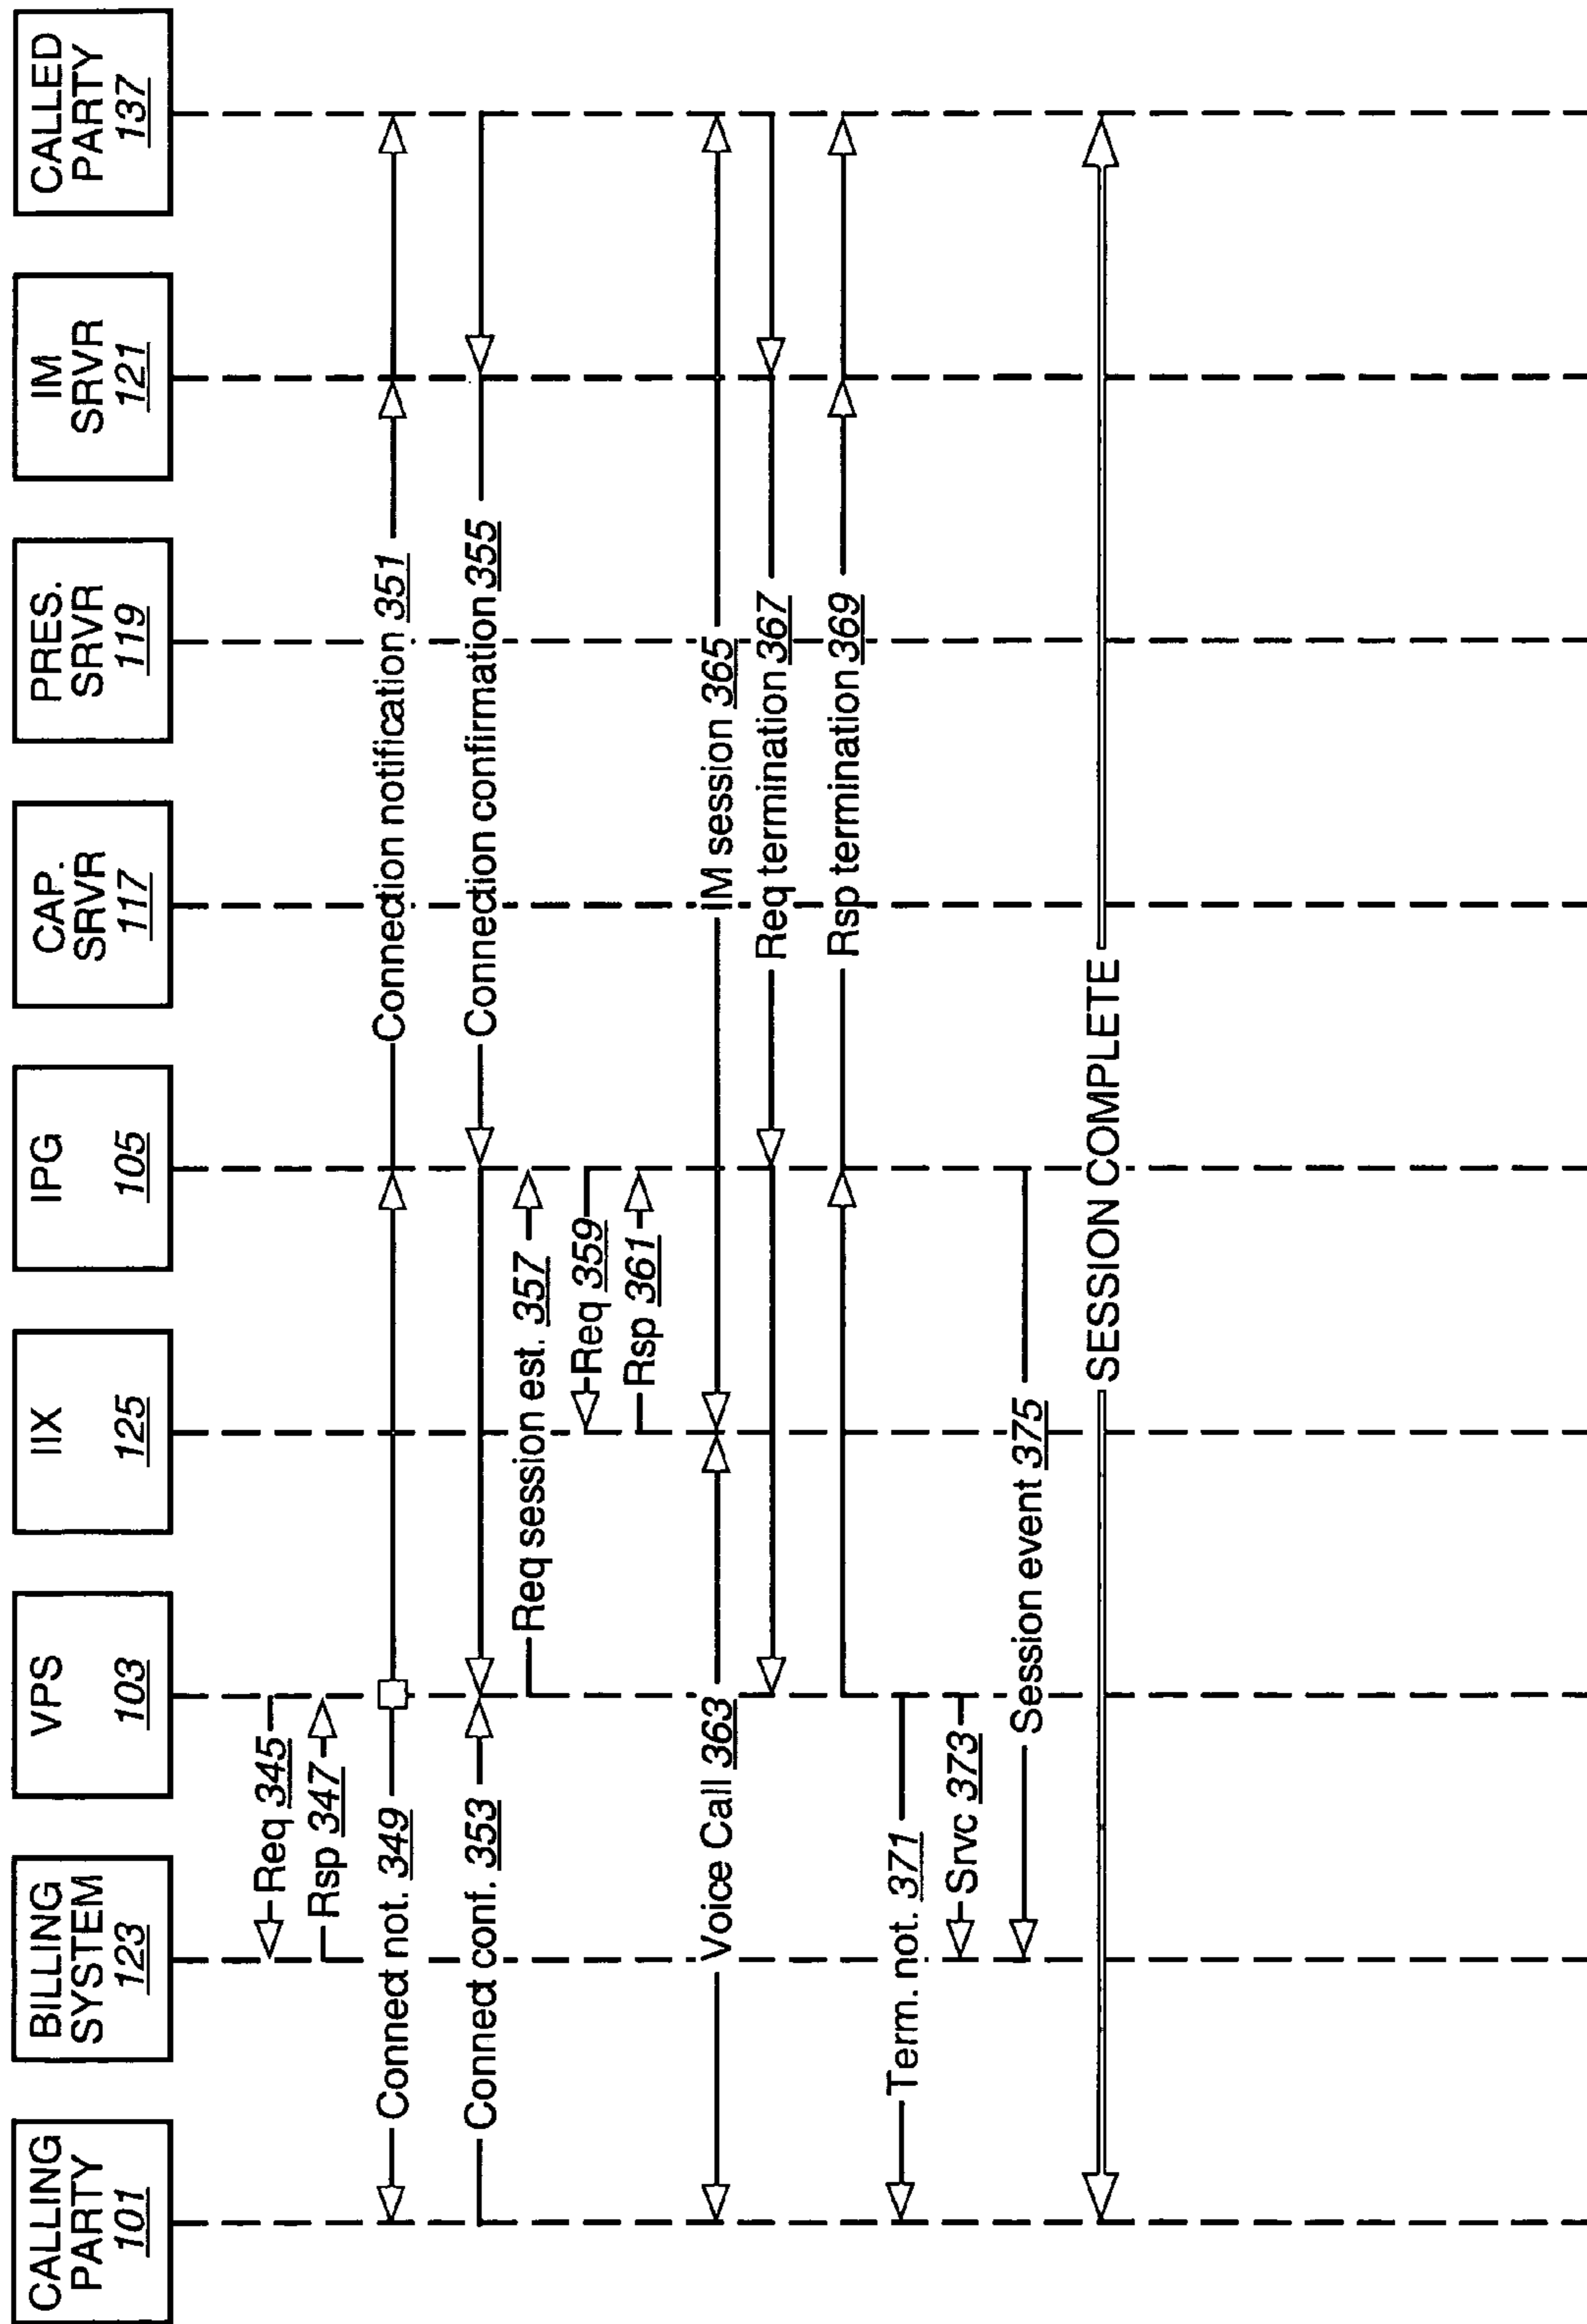 CALLING
PARTY
101
BILLING
SYSTEM
123
VPS
103
IIX
125
IPG
105
CAP.
SRVR
117
PRES.
SRVR
119
IM
SRVR
121
CALLED
PARTY
137
Req 345
Rsp 347
Connect not. 349
Connection notification 351
Connect conf. 353
Connection confirmation 355
Req session est. 357
Req 359
Rsp 361
Voice Call 363
IM session 365
Req termination 367
Rsp termination 369
Term. not. 371
Srvc 373
Session event 375
SESSION COMPLETE